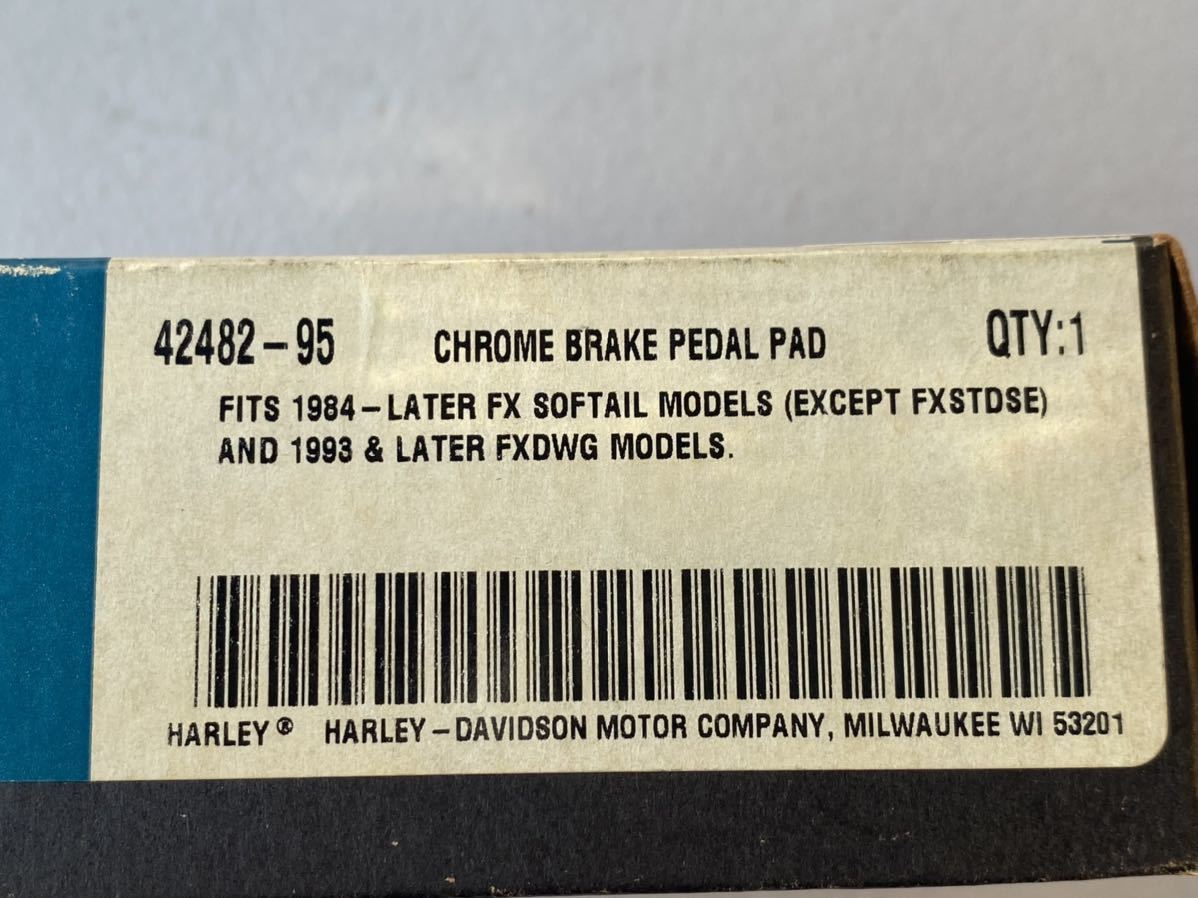 42482-95 CHROME BRAKE PEDAL PAD QTY:1
FITS 1984-LATER FX SOFTAIL MODELS (EXCEPT FXSTDSE)
AND 1993 & LATER FXDWG MODELS.
HARLEY® HARLEY-DAVIDSON MOTOR COMPANY, MILWAUKEE WI 53201